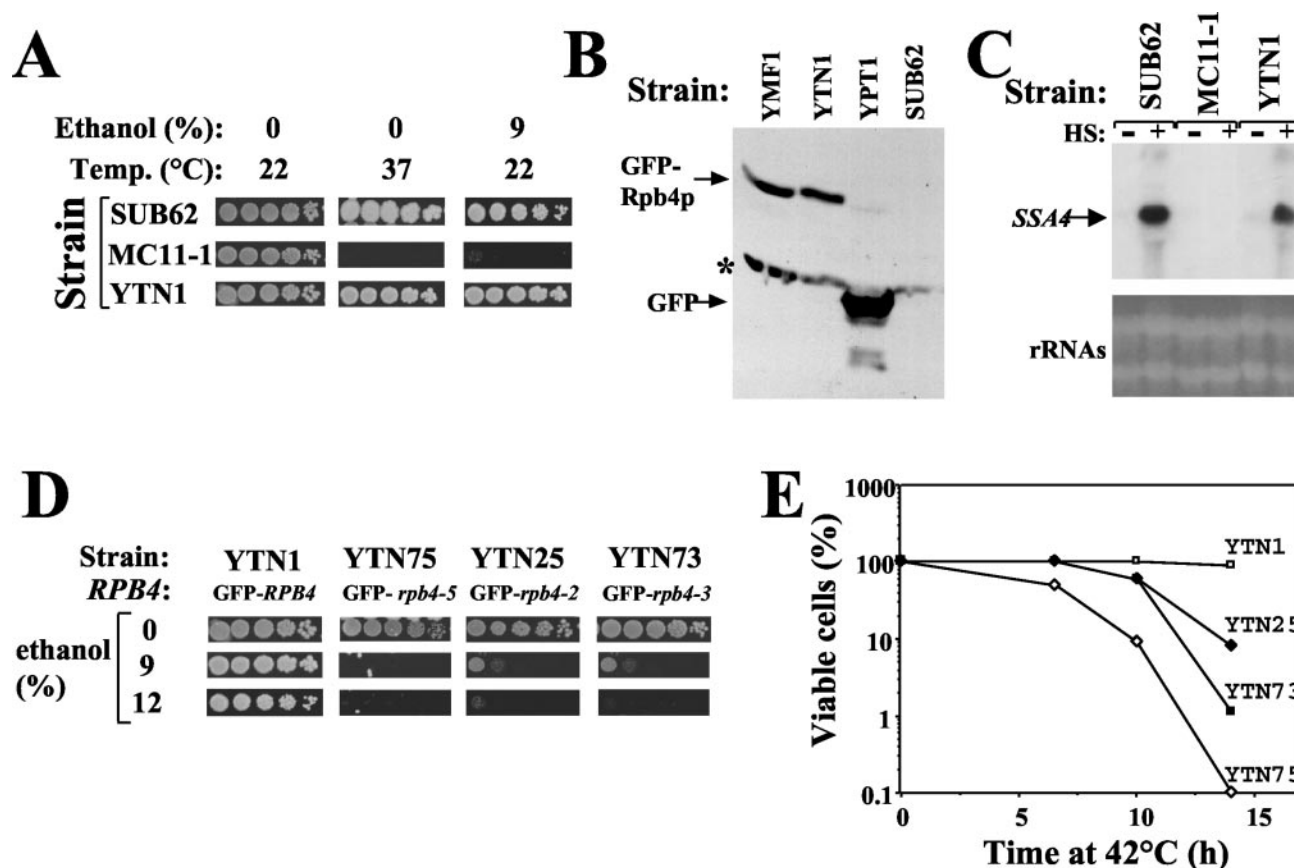 A
Ethanol (%): 0 0 9
Temp. (°C): 22 37 22
Strain
SUB62
MC11-1
YTN1
B
Strain: YMF1 YTN1 YPT1 SUB62
GFP-
Rpb4p
*
GFP
C
Strain: SUB62 MC11-1 YTN1
HS: - + - + - +
SSA4
rRNAs
D
Strain: YTN1 YTN75 YTN25 YTN73
RPB4: GFP-RPB4 GFP- rpb4-5 GFP-rpb4-2 GFP-rpb4-3
ethanol
(%)
0
9
12
E
Viable cells (%)
1000
100
10
1
0.1
YTN1
YTN25
YTN73
YTN75
0 5 10 15
Time at 42°C (h)